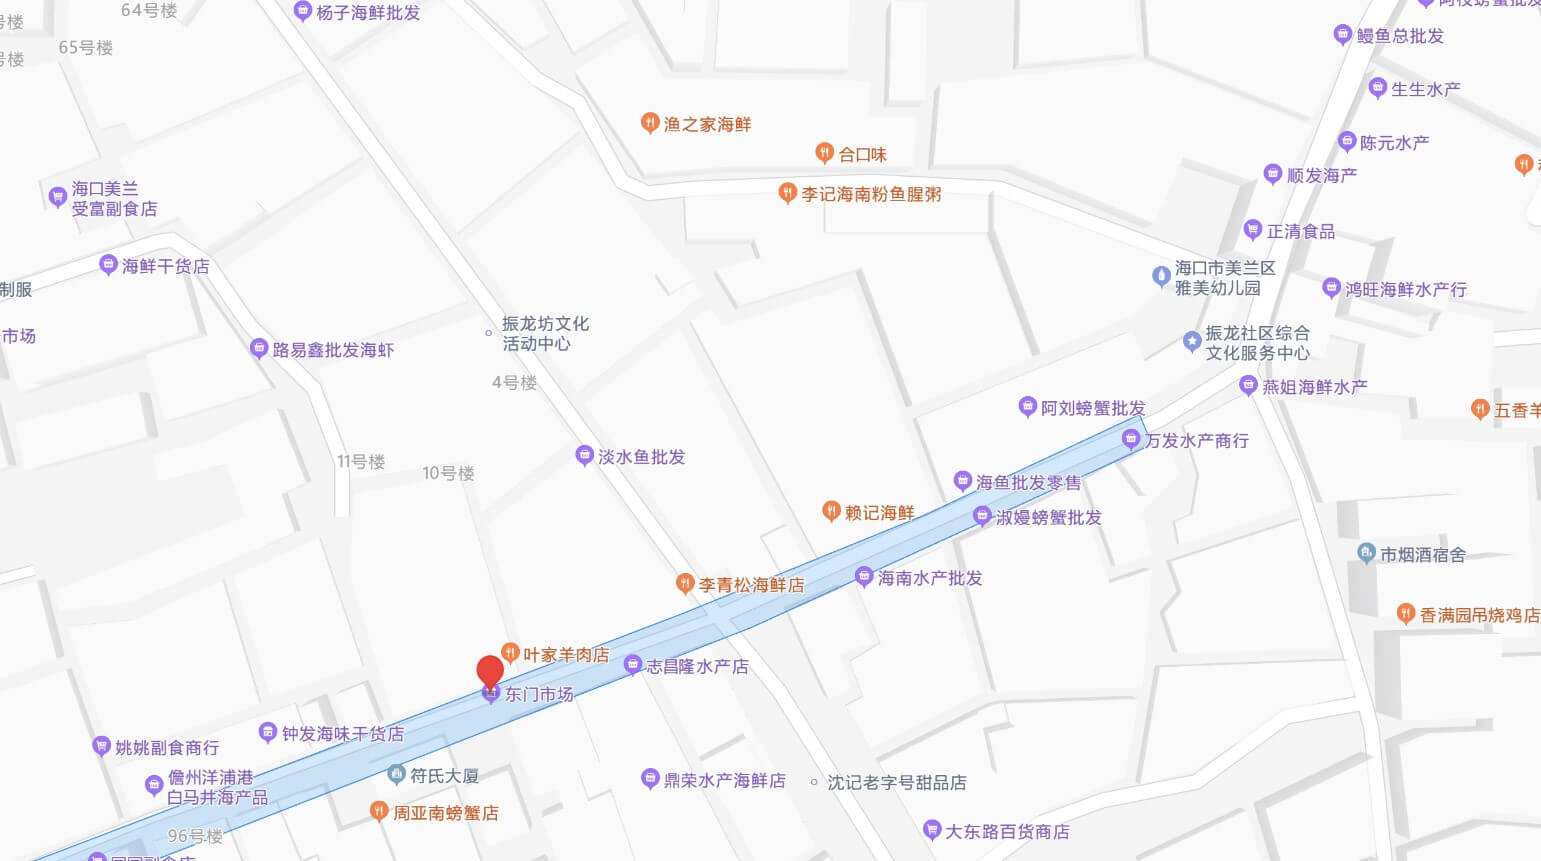 64号楼
杨子海鲜批发
阿夜螃蟹批发
号楼
65号楼
鳗鱼总批发
号楼
生生水产
渔之家海鲜
陈元水产
合口味
顺发海产
海口美兰
受富副食店
李记海南粉鱼腥粥
正清食品
海鲜干货店
海口市美兰区
雅美幼儿园
制服
鸿旺海鲜水产行
市场
振龙坊文化
活动中心
振龙社区综合
文化服务中心
路易鑫批发海虾
4号楼
燕姐海鲜水产
阿刘螃蟹批发
五香羊
万发水产商行
11号楼
淡水鱼批发
10号楼
海鱼批发零售
赖记海鲜
淑嫚螃蟹批发
市烟酒宿舍
李青松海鲜店
海南水产批发
香满园吊烧鸡店
叶家羊肉店
志昌隆水产店
东门市场
钟发海味干货店
姚姚副食商行
儋州洋浦港
白马井海产品
符氏大厦
鼎荣水产海鲜店
沈记老字号甜品店
周亚南螃蟹店
96号楼
大东路百货商店